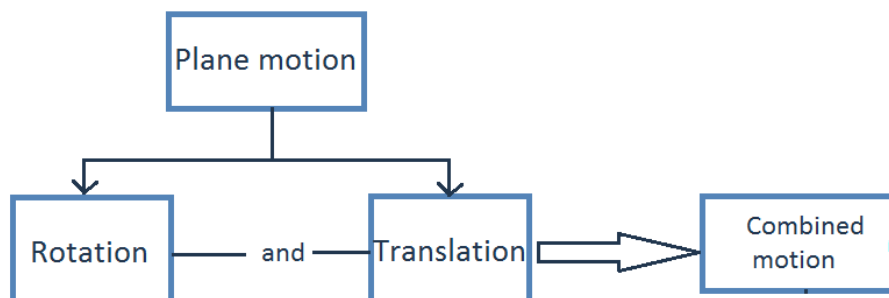 Plane motion
Rotation
and
Translation
Combined
motion